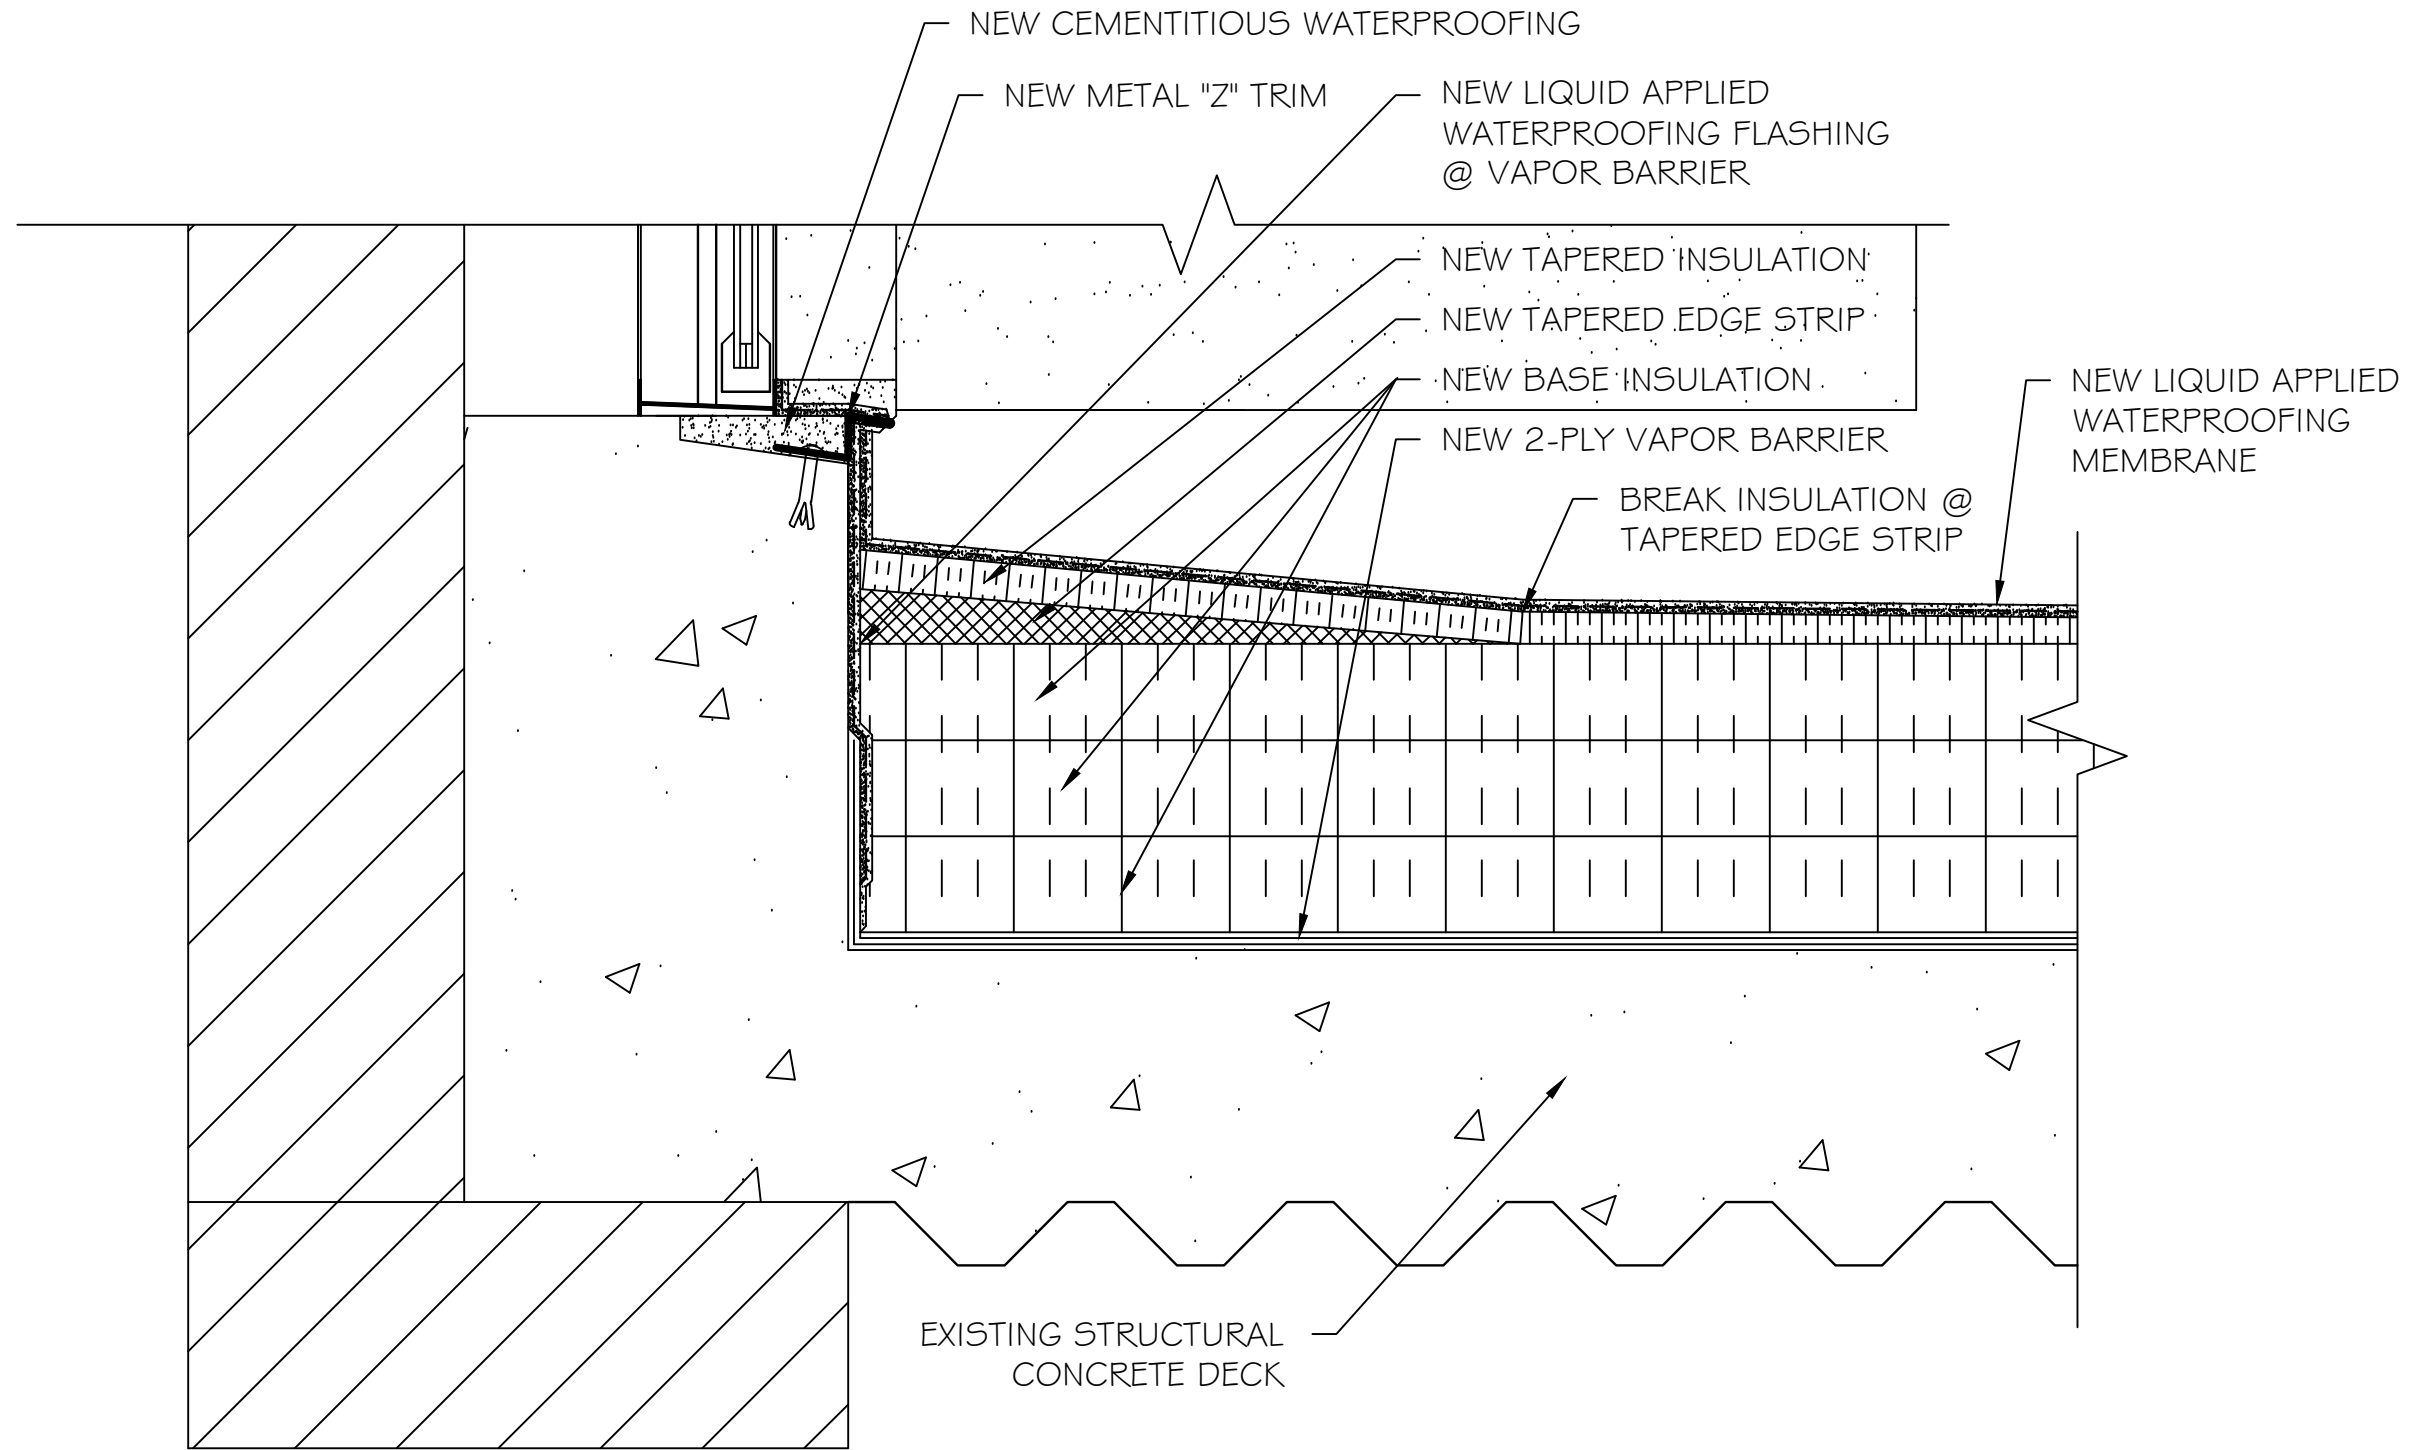 NEW CEMENTITIOUS WATERPROOFING
NEW METAL "Z" TRIM
NEW LIQUID APPLIED
WATERPROOFING FLASHING
@ VAPOR BARRIER
NEW TAPERED INSULATION
NEW TAPERED EDGE STRIP
NEW BASE INSULATION
NEW 2-PLY VAPOR BARRIER
BREAK INSULATION @
TAPERED EDGE STRIP
NEW LIQUID APPLIED
WATERPROOFING
MEMBRANE
EXISTING STRUCTURAL
CONCRETE DECK